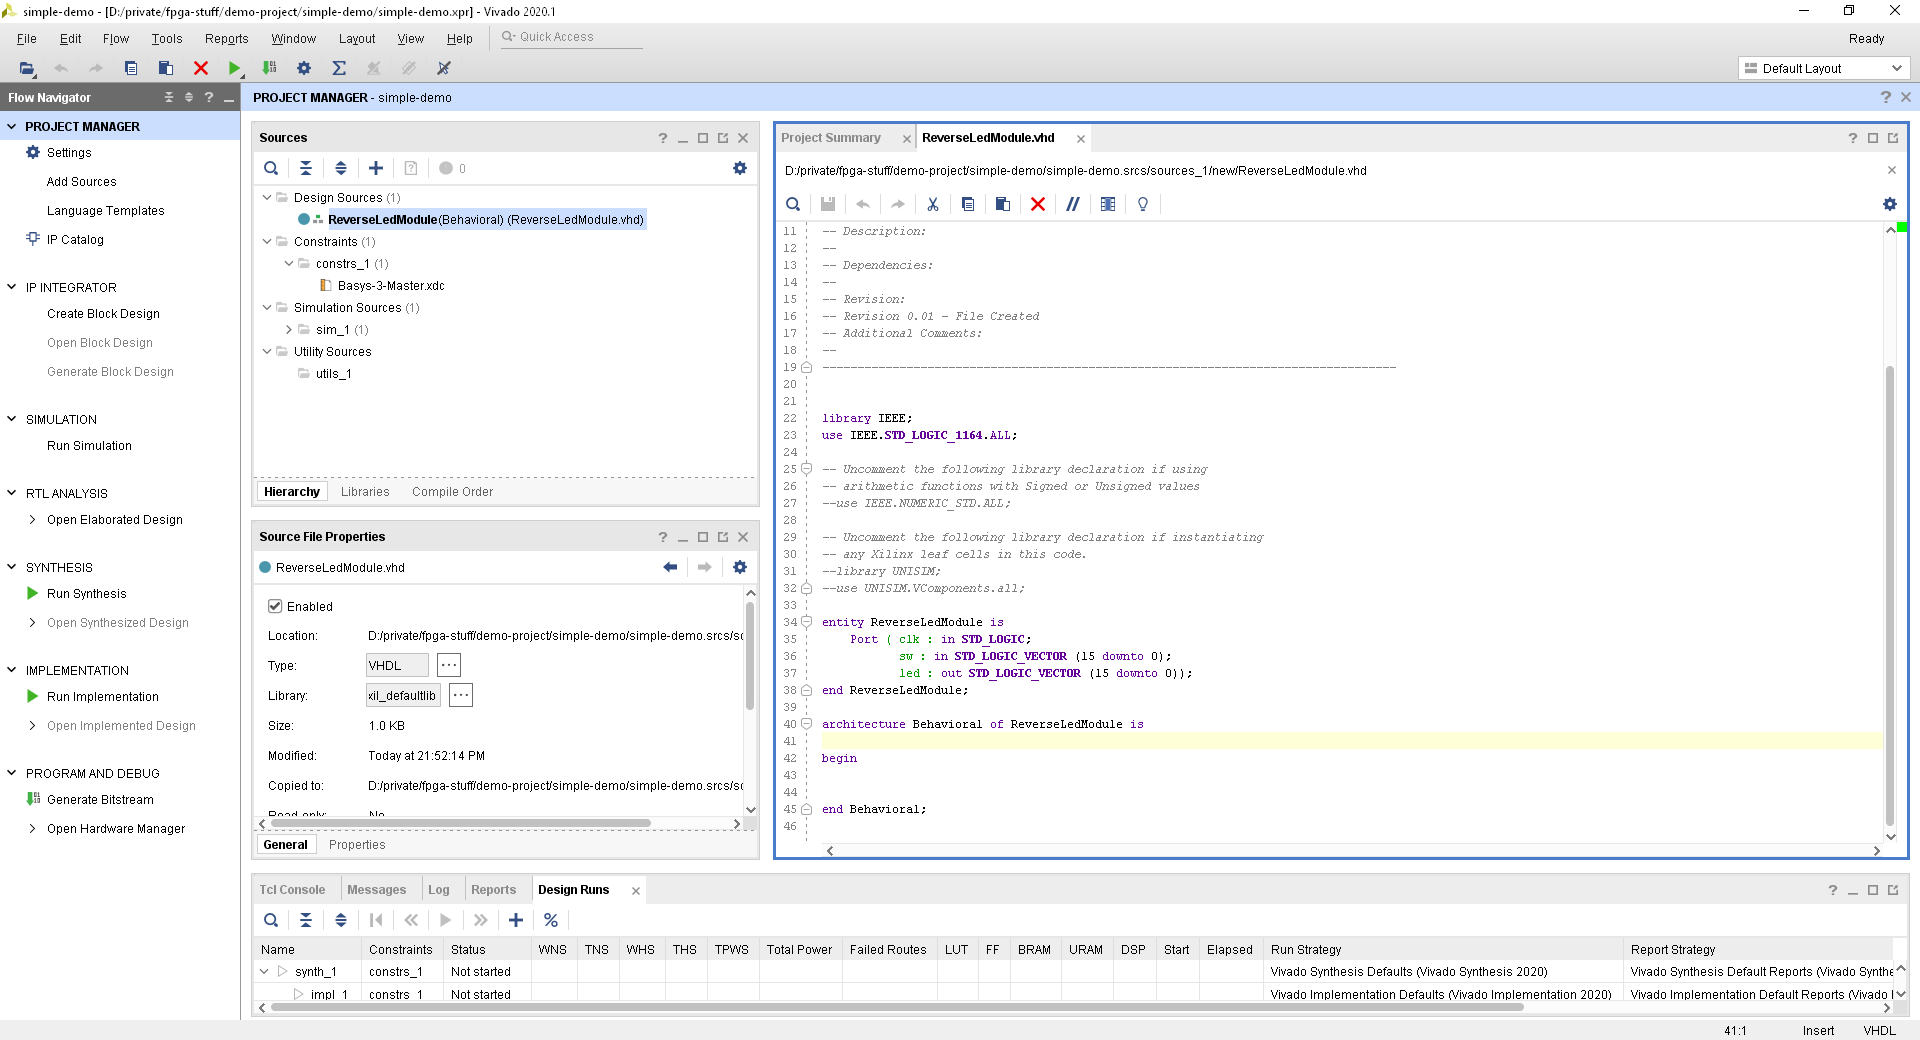 simple-demo - [D:/private/fpga-stuff/demo-project/simple-demo/simple-demo.xpr] - Vivado 2020.1
File Edit Flow Tools Reports Window Layout View Help Quick Access Ready
Default Layout
Flow Navigator
PROJECT MANAGER
Settings
Add Sources
Language Templates
IP Catalog
IP INTEGRATOR
Create Block Design
Open Block Design
Generate Block Design
SIMULATION
Run Simulation
RTL ANALYSIS
Open Elaborated Design
SYNTHESIS
Run Synthesis
Open Synthesized Design
IMPLEMENTATION
Run Implementation
Open Implemented Design
PROGRAM AND DEBUG
Generate Bitstream
Open Hardware Manager
PROJECT MANAGER - simple-demo
Sources
0
Design Sources (1)
ReverseLedModule(Behavioral) (ReverseLedModule.vhd)
Constraints (1)
constrs_1 (1)
Basys-3-Master.xdc
Simulation Sources (1)
sim_1 (1)
Utility Sources
utils_1
Hierarchy Libraries Compile Order
Source File Properties
ReverseLedModule.vhd
Enabled
Location: D:/private/fpga-stuff/demo-project/simple-demo/simple-demo.srcs/sc
Type: VHDL ...
Library: xil_defaultlib ...
Size: 1.0 KB
Modified: Today at 21:52:14 PM
Copied to: D:/private/fpga-stuff/demo-project/simple-demo/simple-demo.srcs/sc
Read-only: No
General Properties
Project Summary ReverseLedModule.vhd
D:/private/fpga-stuff/demo-project/simple-demo/simple-demo.srcs/sources_1/new/ReverseLedModule.vhd
11 -- Description:
12 --
13 -- Dependencies:
14 --
15 -- Revision:
16 -- Revision 0.01 - File Created
17 -- Additional Comments:
18 --
19 ----------------------------------------------------------------------------------
20
21
22 library IEEE;
23 use IEEE.STD_LOGIC_1164.ALL;
24
25 -- Uncomment the following library declaration if using
26 -- arithmetic functions with Signed or Unsigned values
27 --use IEEE.NUMERIC_STD.ALL;
28
29 -- Uncomment the following library declaration if instantiating
30 -- any Xilinx leaf cells in this code.
31 --library UNISIM;
32 --use UNISIM.VComponents.all;
33
34 entity ReverseLedModule is
35 Port ( clk : in STD_LOGIC;
36 sw : in STD_LOGIC_VECTOR (15 downto 0);
37 led : out STD_LOGIC_VECTOR (15 downto 0));
38 end ReverseLedModule;
39
40 architecture Behavioral of ReverseLedModule is
41
42 begin
43
44
45 end Behavioral;
46
Tcl Console Messages Log Reports Design Runs
Name Constraints Status WNS TNS WHS THS TPWS Total Power Failed Routes LUT FF BRAM URAM DSP Start Elapsed Run Strategy Report Strategy
synth_1 constrs_1 Not started Vivado Synthesis Defaults (Vivado Synthesis 2020) Vivado Synthesis Default Reports (Vivado Synthe
impl_1 constrs_1 Not started Vivado Implementation Defaults (Vivado Implementation 2020) Vivado Implementation Default Reports (Vivado I
41:1 Insert VHDL